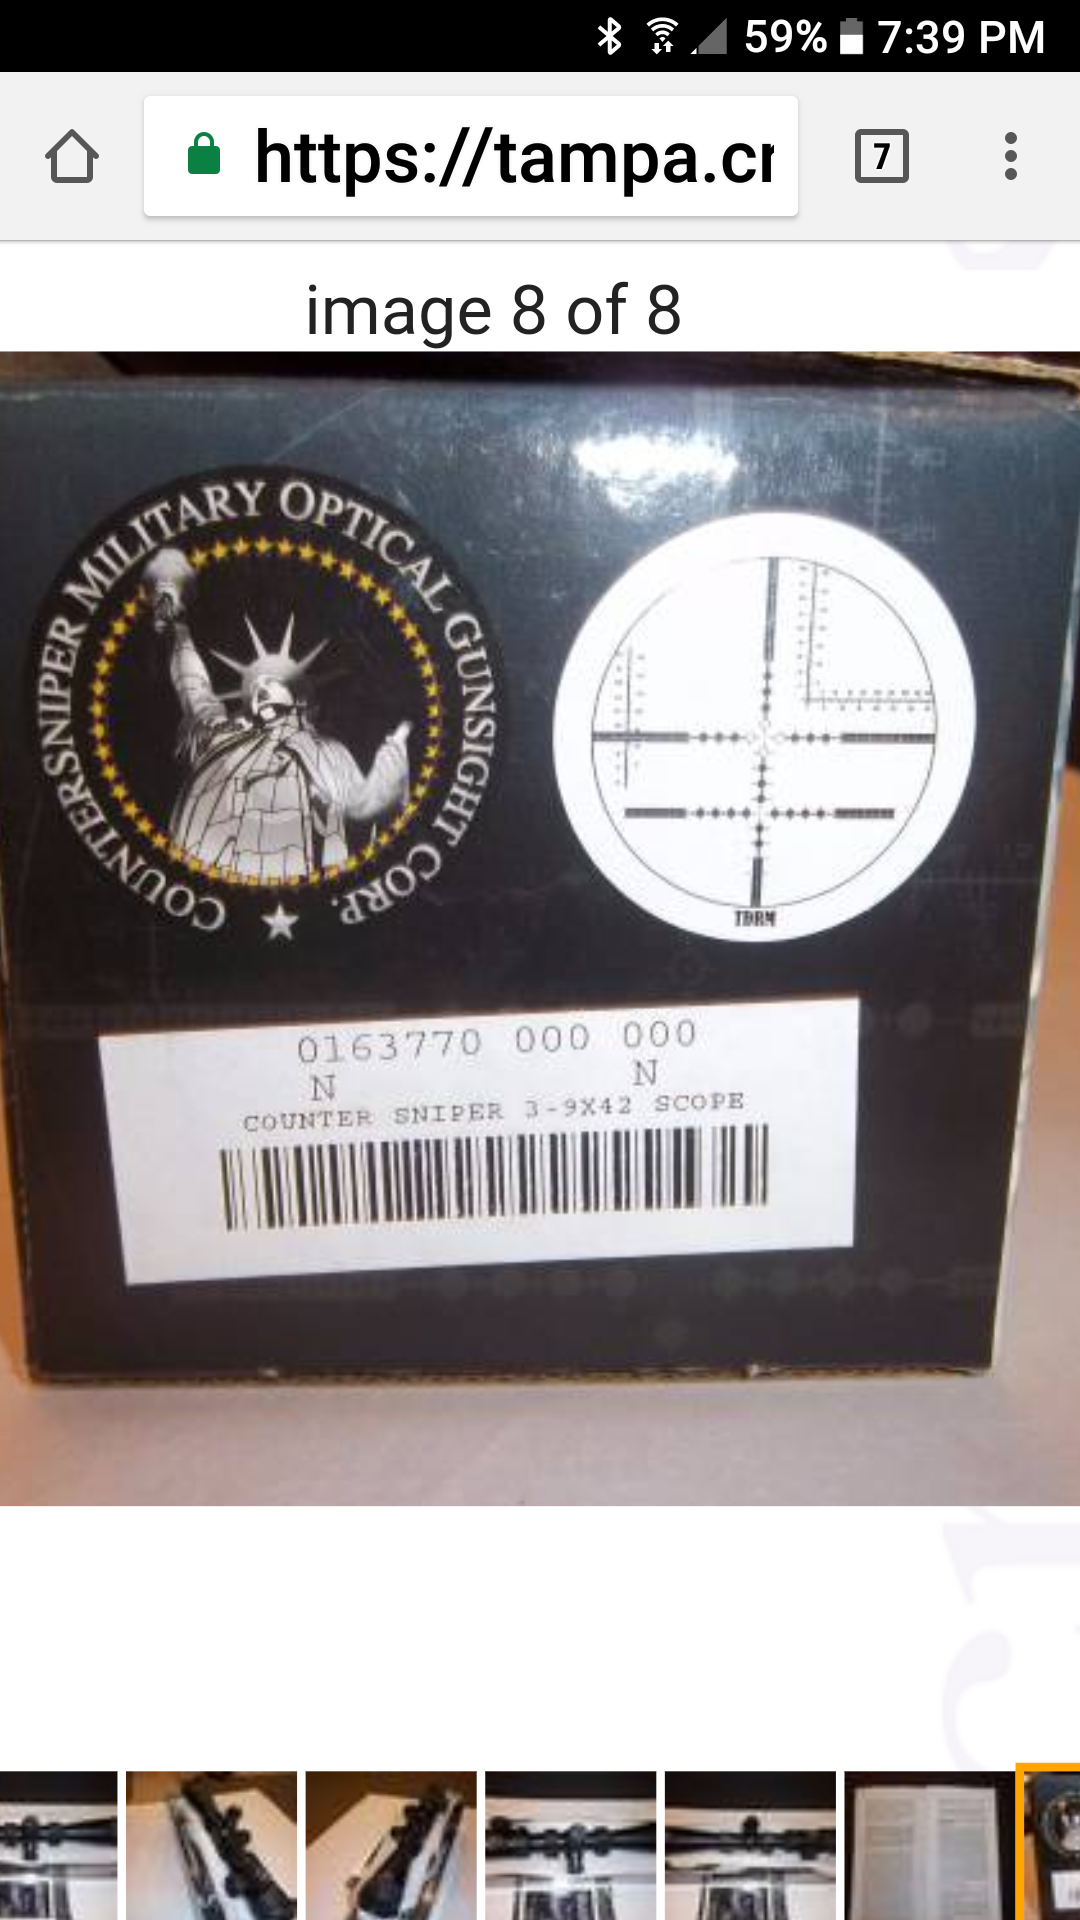 59% 7:39 PM
https://tampa.cr
7
image 8 of 8
COUNTERSNIPER MILITARY OPTICAL GUNSIGHT CORP.
TDRM
0163770 000 000
N N
COUNTER SNIPER 3-9X42 SCOPE